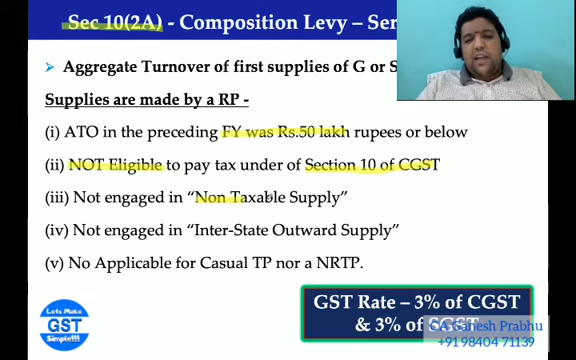 Sec 10(2A) - Composition Levy – Ser
➢ Aggregate Turnover of first supplies of G or S
Supplies are made by a RP -
(i) ATO in the preceding FY was Rs.50 lakh rupees or below
(ii) NOT Eligible to pay tax under of Section 10 of CGST
(iii) Not engaged in “Non Taxable Supply”
(iv) Not engaged in “Inter-State Outward Supply”
(v) No Applicable for Casual TP nor a NRTP.
Lets Make
GST
Simple!!!
GST Rate – 3% of CGST
& 3% of SGST
CA Ganesh Prabhu
+91 98404 71139